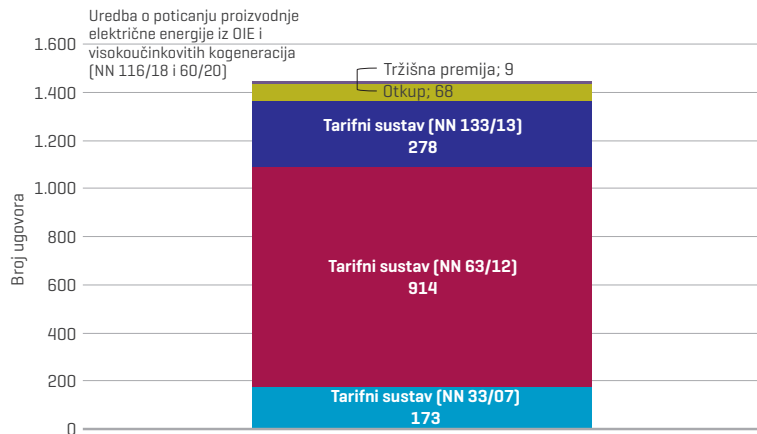 Uredba o poticanju proizvodnje
električne energije iz OIE i
visokoučinkovitih kogeneracija
(NN 116/18 i 60/20)
Broj ugovora
1.600
1.400
1.200
1.000
800
600
400
200
0
Tržišna premija; 9
Otkup; 68
Tarifni sustav (NN 133/13)
278
Tarifni sustav (NN 63/12)
914
Tarifni sustav (NN 33/07)
173